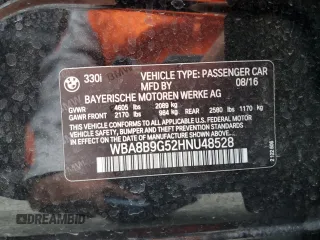 330i
VEHICLE TYPE: PASSENGER CAR
MFD BY
08/16
BAYERISCHE MOTOREN WERKE AG
GVWR 4605 lbs 2089 kg
GAWR FRONT 2170 lbs 984 kg REAR 2580 lbs 1170 kg
THIS VEHICLE CONFORMS TO ALL APPLICABLE
U.S. FEDERAL MOTOR VEHICLE SAFETY, BUMPER,
AND THEFT PREVENTION STANDARDS IN EFFECT ON
THE DATE OF MANUFACTURE SHOWN ABOVE.
WBA8B9G52HNU48528
DREAMBID